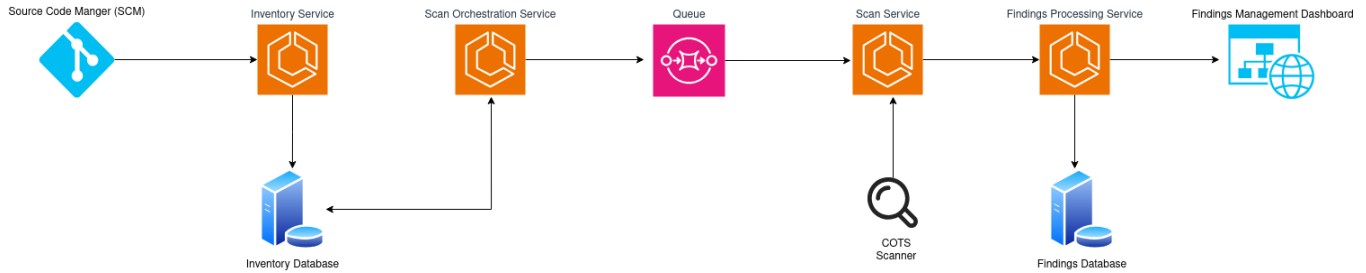 Source Code Manger (SCM)
Inventory Service
Scan Orchestration Service
Queue
Scan Service
Findings Processing Service
Findings Management Dashboard
COTS
Scanner
Inventory Database
Findings Database